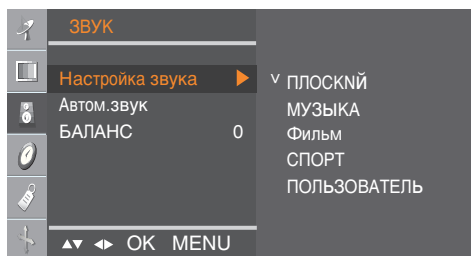 ЗВУК
Настройка звука
Автом.звук
БАЛАНС 0
▲▼ ◄► OK MENU
V ПЛОСКNЙ
МУЗЫКА
Фильм
СПОРТ
ПОЛЬЗОВАТЕЛЬ